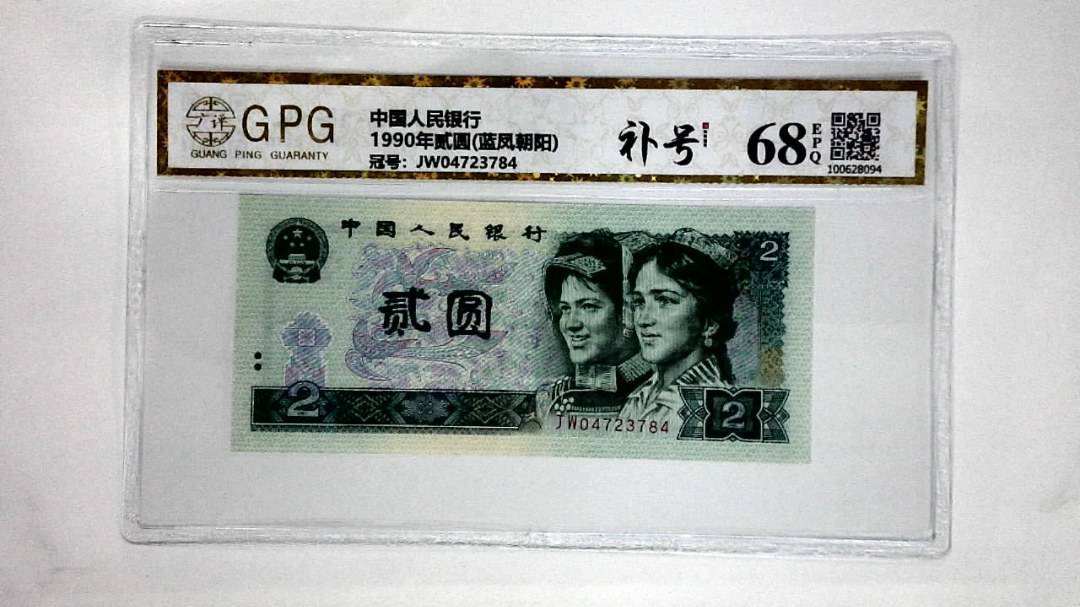 广评
GPG
GUANG PING GUARANTY
中国人民银行
1990年贰圆(蓝凤朝阳)
冠号：JW04723784
补号
68
EPQ
100628094
中国人民银行
贰圆
2
2
JW04723784
2